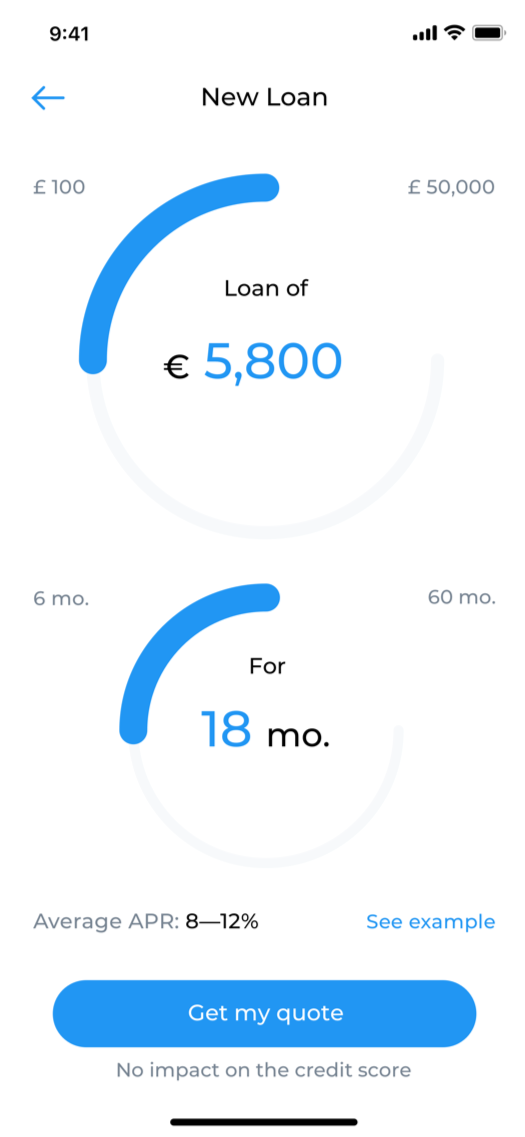 9:41
New Loan
£ 100
£ 50,000
Loan of
€ 5,800
6 mo.
60 mo.
For
18 mo.
Average APR: 8—12%
See example
Get my quote
No impact on the credit score